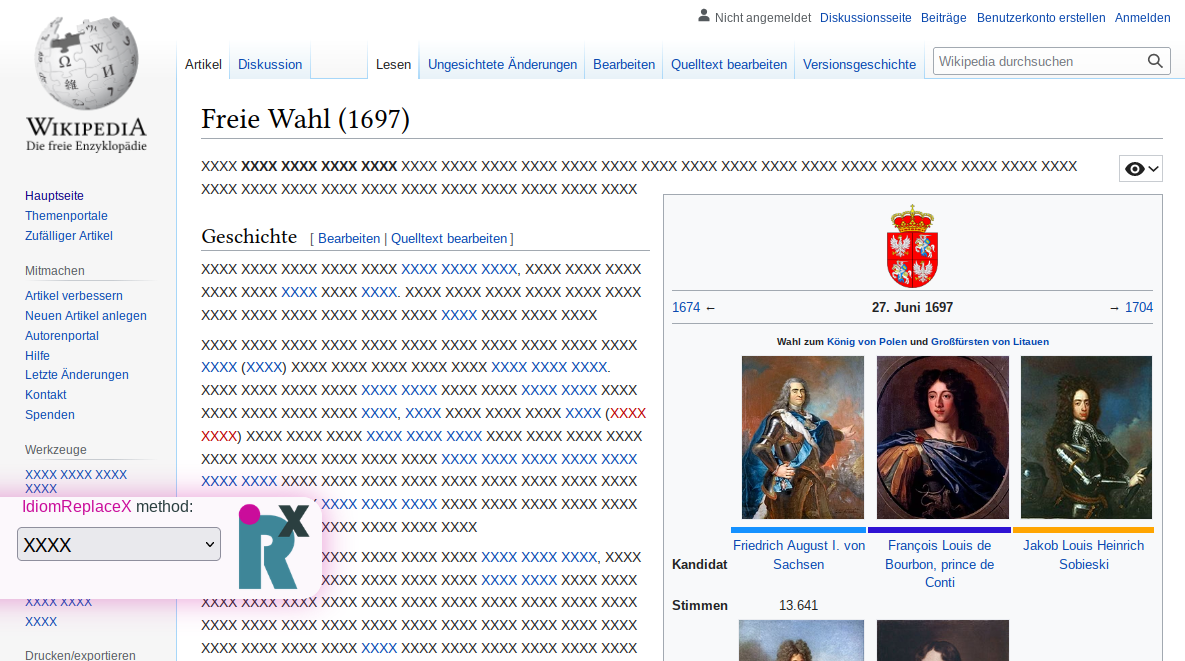 Nicht angemeldet Diskussionsseite Beiträge Benutzerkonto erstellen Anmelden
Artikel Diskussion Lesen Ungesichtete Änderungen Bearbeiten Quelltext bearbeiten Versionsgeschichte Wikipedia durchsuchen
WIKIPEDIA
Die freie Enzyklopädie
Hauptseite
Themenportale
Zufälliger Artikel
Mitmachen
Artikel verbessern
Neuen Artikel anlegen
Autorenportal
Hilfe
Letzte Änderungen
Kontakt
Spenden
Werkzeuge
XXXX XXXX XXXX
XXXX
IdiomReplaceX method:
XXXX
RX
XXXX XXXX
XXXX
Drucken/exportieren
Freie Wahl (1697)
XXXX XXXX XXXX XXXX XXXX XXXX XXXX XXXX XXXX XXXX XXXX XXXX XXXX XXXX XXXX XXXX XXXX XXXX XXXX XXXX XXXX XXXX
XXXX XXXX XXXX XXXX XXXX XXXX XXXX XXXX XXXX XXXX XXXX
Geschichte [ Bearbeiten | Quelltext bearbeiten ]
XXXX XXXX XXXX XXXX XXXX XXXX XXXX XXXX, XXXX XXXX XXXX
XXXX XXXX XXXX XXXX XXXX. XXXX XXXX XXXX XXXX XXXX XXXX
XXXX XXXX XXXX XXXX XXXX XXXX XXXX XXXX XXXX XXXX
XXXX XXXX XXXX XXXX XXXX XXXX XXXX XXXX XXXX XXXX XXXX
XXXX (XXXX) XXXX XXXX XXXX XXXX XXXX XXXX XXXX XXXX.
XXXX XXXX XXXX XXXX XXXX XXXX XXXX XXXX XXXX XXXX XXXX
XXXX XXXX XXXX XXXX XXXX, XXXX XXXX XXXX XXXX XXXX (XXXX
XXXX) XXXX XXXX XXXX XXXX XXXX XXXX XXXX XXXX XXXX XXXX
XXXX XXXX XXXX XXXX XXXX XXXX XXXX XXXX XXXX XXXX XXXX
XXXX XXXX XXXX XXXX XXXX XXXX XXXX XXXX XXXX XXXX XXXX
XXXX XXXX XXXX XXXX XXXX XXXX XXXX XXXX
XXXX XXXX XXXX XXXX
XXXX XXXX XXXX XXXX XXXX XXXX XXXX, XXXX
XXXX XXXX XXXX XXXX XXXX XXXX XXXX XXXX
XXXX XXXX XXXX XXXX XXXX XXXX XXXX XXXX XXXX XXXX XXXX
XXXX XXXX XXXX XXXX XXXX XXXX XXXX XXXX XXXX XXXX XXXX
XXXX XXXX XXXX XXXX XXXX XXXX XXXX XXXX XXXX XXXX XXXX
1674 ← 27. Juni 1697 → 1704
Wahl zum König von Polen und Großfürsten von Litauen
Kandidat
Friedrich August I. von
Sachsen
François Louis de
Bourbon, prince de
Conti
Jakob Louis Heinrich
Sobieski
Stimmen 13.641